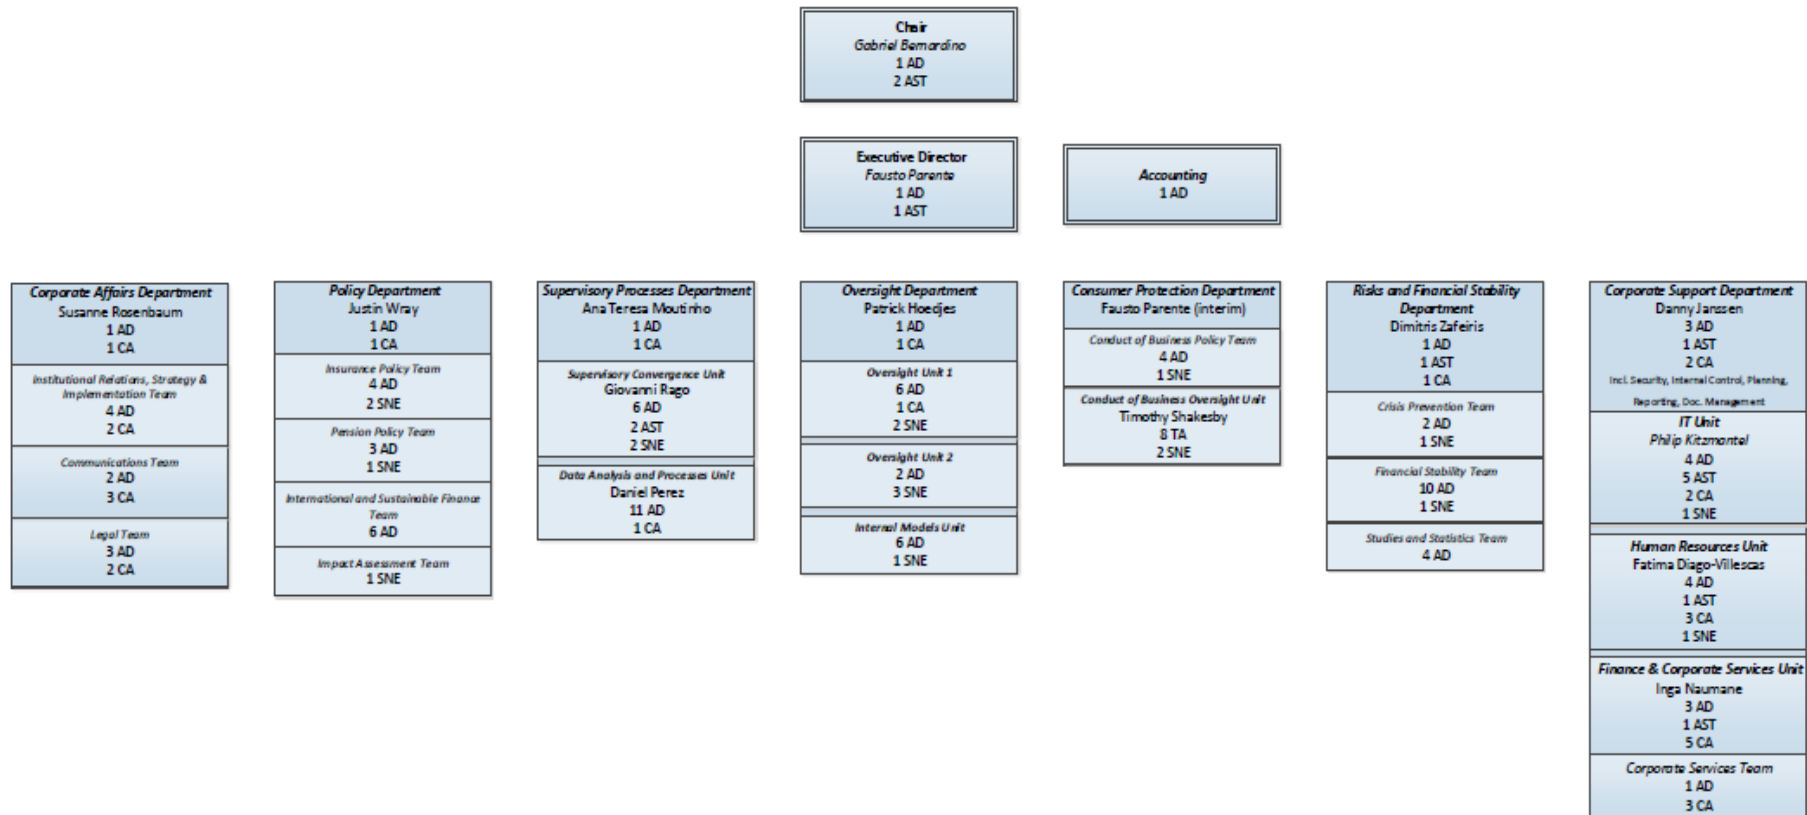 Chair
Gabriel Bernardino
1 AD
2 AST
Executive Director
Fausto Parente
1 AD
1 AST
Accounting
1 AD
Corporate Affairs Department
Susanne Rosenbaum
1 AD
1 CA
Institutional Relations, Strategy &
Implementation Team
4 AD
2 CA
Communications Team
2 AD
3 CA
Legal Team
3 AD
2 CA
Policy Department
Justin Wray
1 AD
1 CA
Insurance Policy Team
4 AD
2 SNE
Pension Policy Team
3 AD
1 SNE
International and Sustainable Finance
Team
6 AD
Impact Assessment Team
1 SNE
Supervisory Processes Department
Ana Teresa Moutinho
1 AD
1 CA
Supervisory Convergence Unit
Giovanni Rago
6 AD
2 AST
2 SNE
Data Analysis and Processes Unit
Daniel Perez
11 AD
1 CA
Oversight Department
Patrick Hoedjes
1 AD
1 CA
Oversight Unit 1
6 AD
1 CA
2 SNE
Oversight Unit 2
2 AD
3 SNE
Internal Models Unit
6 AD
1 SNE
Consumer Protection Department
Fausto Parente (interim)
Conduct of Business Policy Team
4 AD
1 SNE
Conduct of Business Oversight Unit
Timothy Shakesby
8 TA
2 SNE
Risks and Financial Stability
Department
Dimitris Zafeiris
1 AD
1 AST
1 CA
Crisis Prevention Team
2 AD
1 SNE
Financial Stability Team
10 AD
1 SNE
Studies and Statistics Team
4 AD
Corporate Support Department
Danny Janssen
3 AD
1 AST
2 CA
Incl. Security, Internal Control, Planning,
Reporting, Doc. Management
IT Unit
Philip Kitzmantel
4 AD
5 AST
2 CA
1 SNE
Human Resources Unit
Fatima Diago-Villescas
4 AD
1 AST
3 CA
1 SNE
Finance & Corporate Services Unit
Inga Naumane
3 AD
1 AST
5 CA
Corporate Services Team
1 AD
3 CA